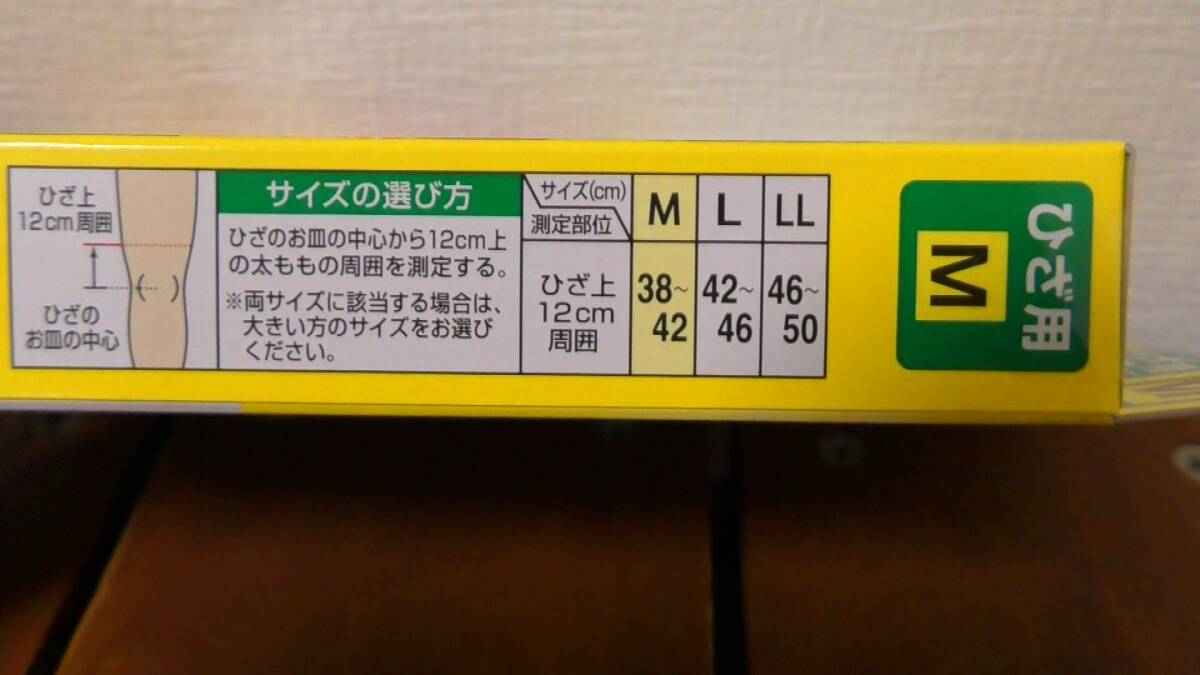 ひざ上
12cm周囲
ひざの
お皿の中心
サイズの選び方
ひざのお皿の中心から12cm上
の太ももの周囲を測定する。
※両サイズに該当する場合は、
大きい方のサイズをお選び
ください。
サイズ(cm) M L LL
測定部位
ひざ上 38~ 42~ 46~
12cm 42 46 50
周囲
ひざ用
M